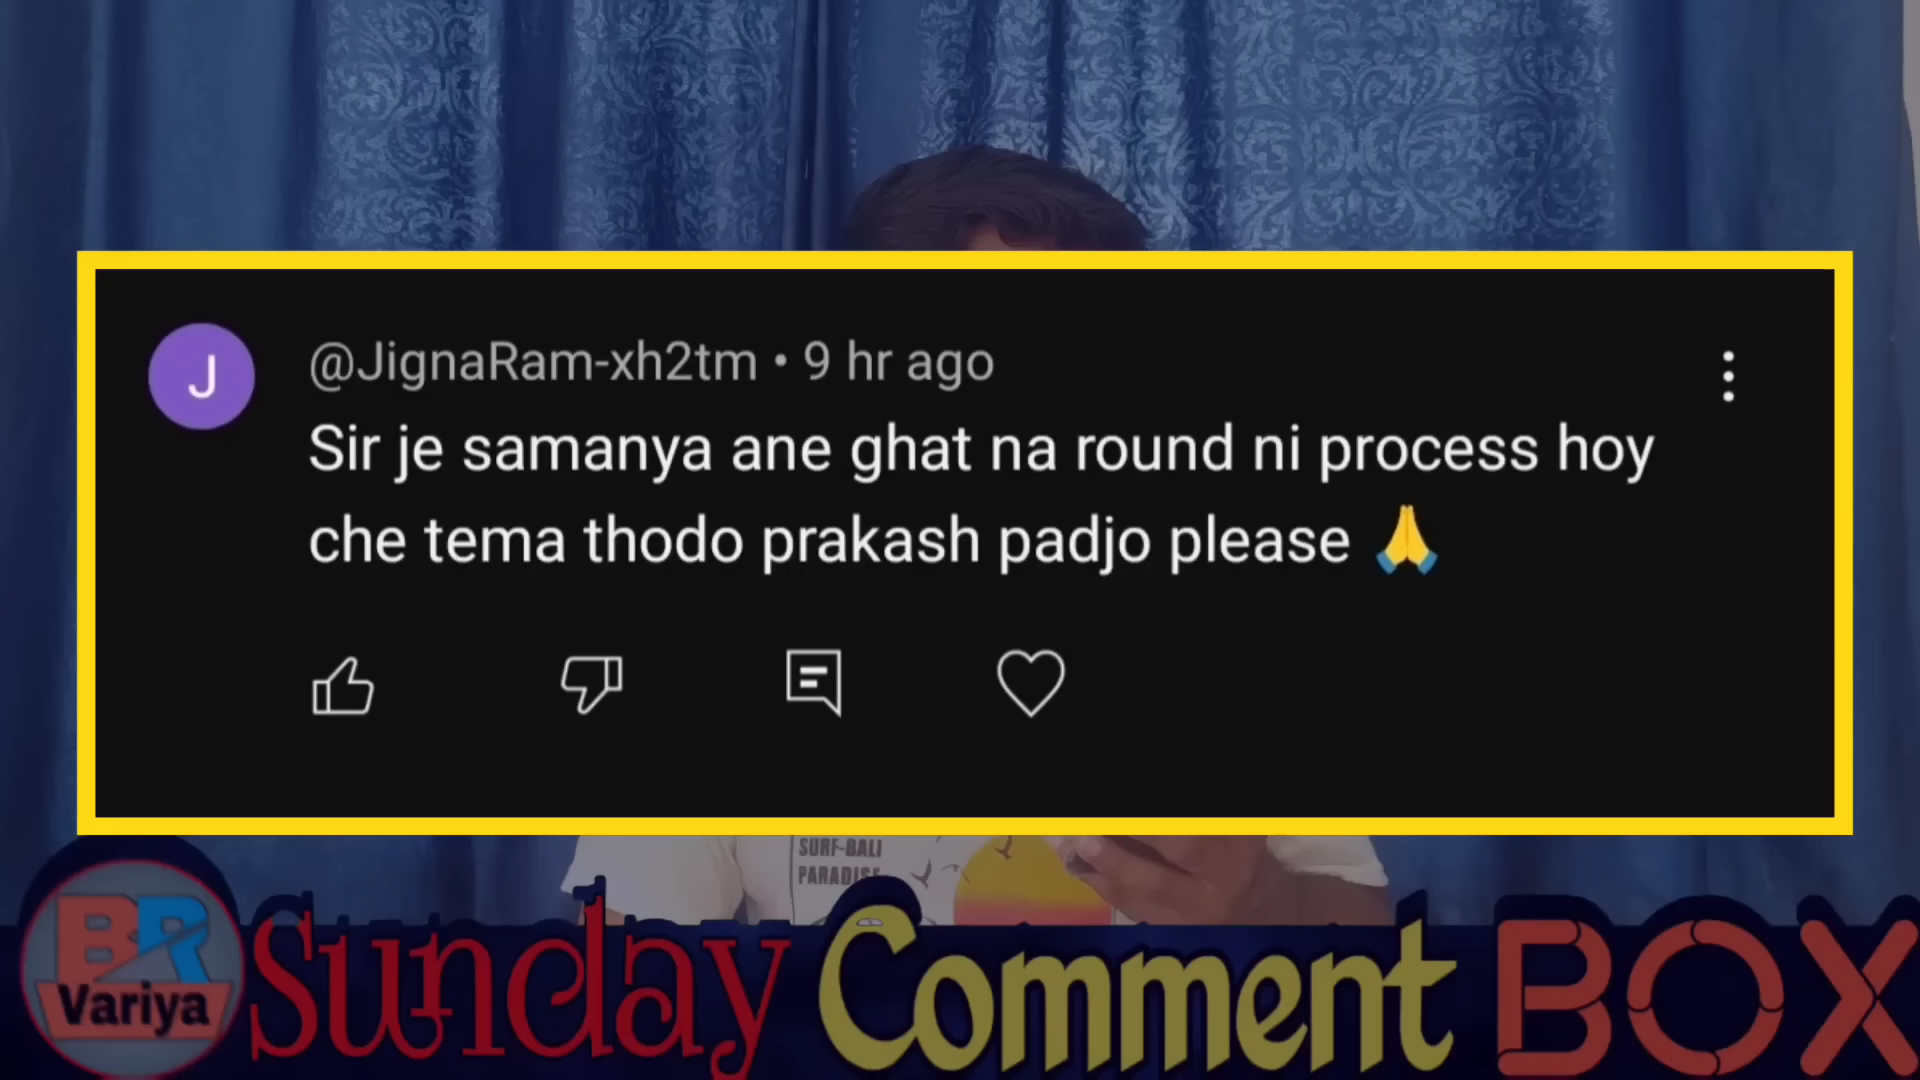 J
@JignaRam-xh2tm • 9 hr ago
Sir je samanya ane ghat na round ni process hoy
che tema thodo prakash padjo please 🙏
SURF-BALI
PARADISE
BR
Variya
Sunday Comment BOX